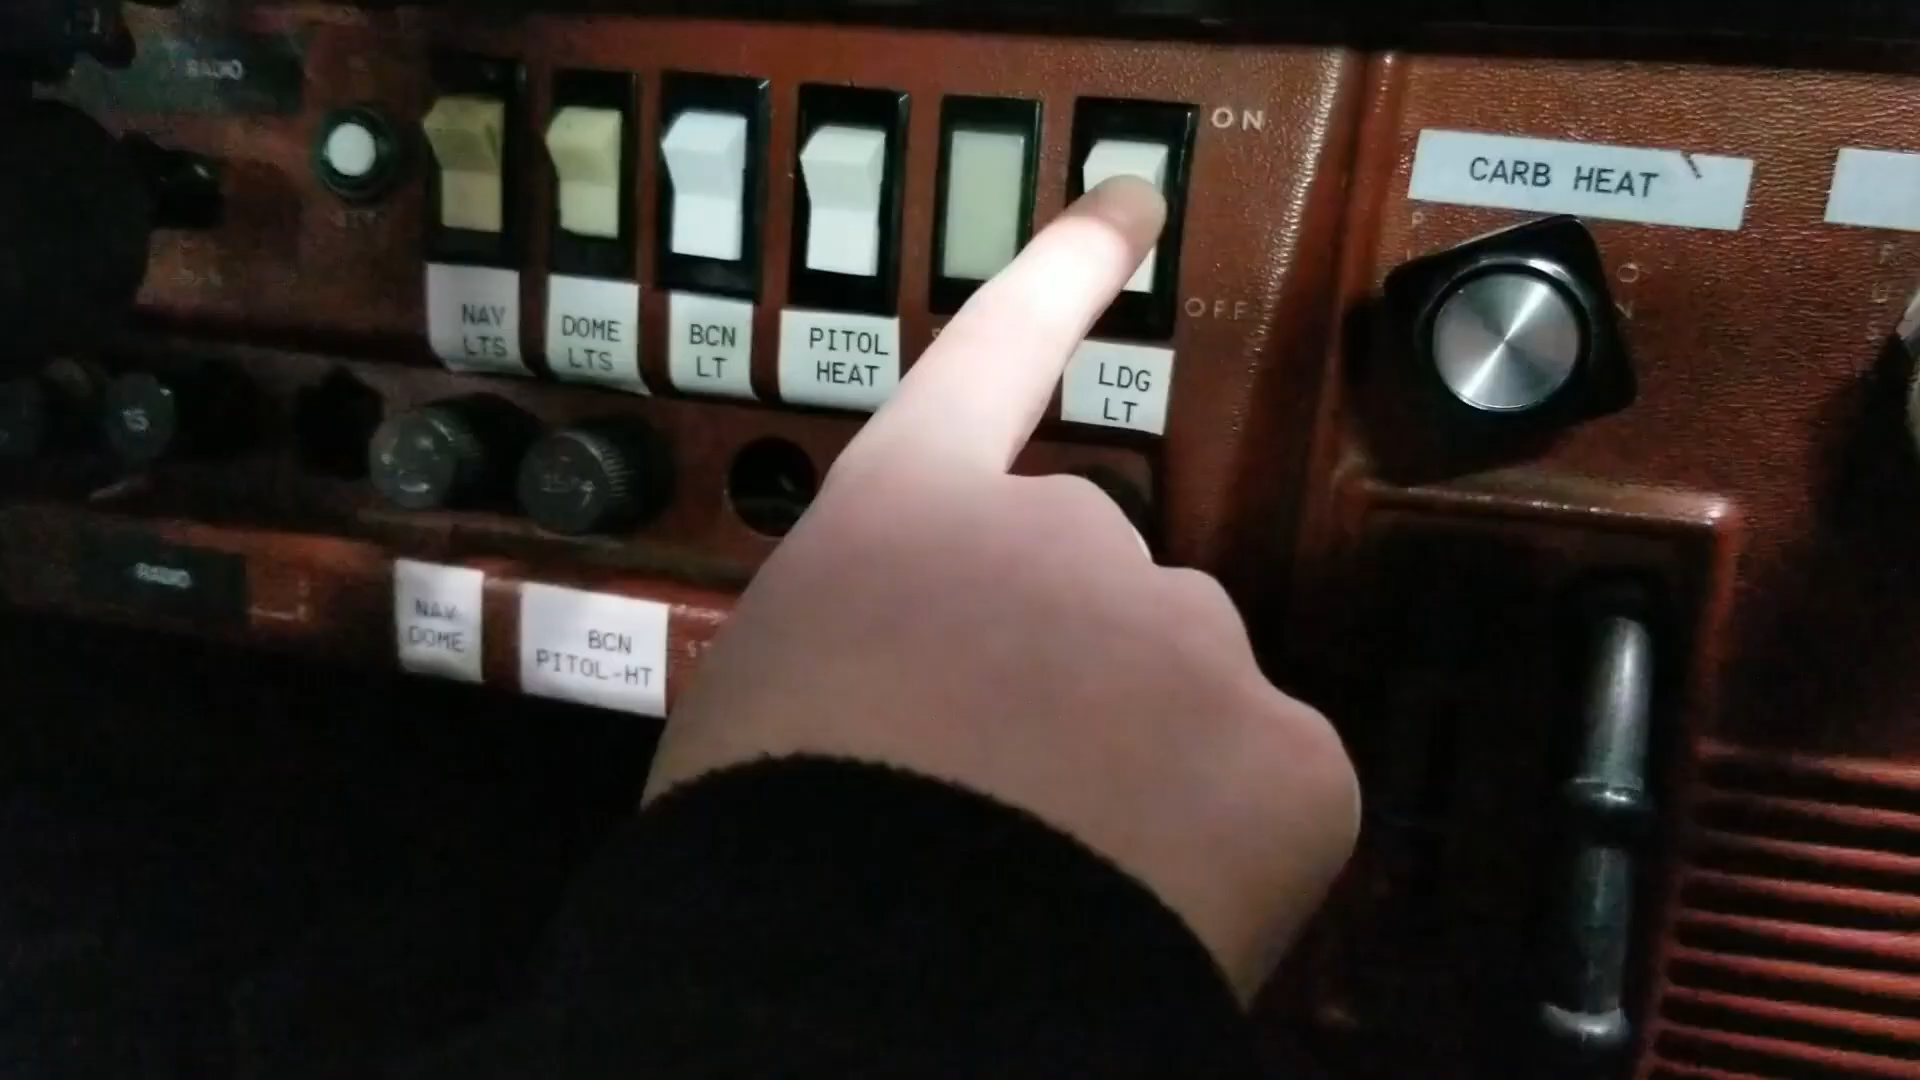 RADIO
ON
CARB HEAT
OFF
NAV
LTS
DOME
LTS
BCN
LT
PITOL
HEAT
LDG
LT
15
RADIO
NAV
DOME
BCN
PITOL-HT